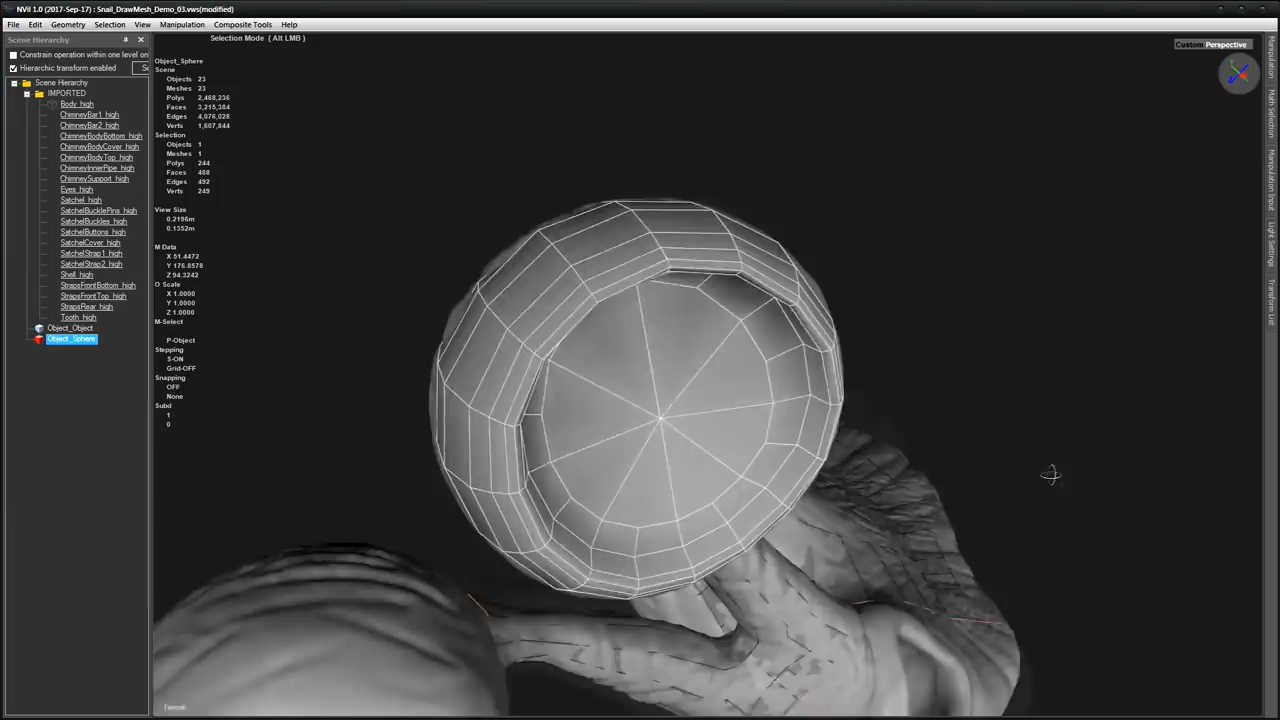 NVil 1.0 (2017-Sep-17) : Snail_DrawMesh_Demo_03.vws(modified)
File Edit Geometry Selection View Manipulation Composite Tools Help
Scene Hierarchy
Constrain operation within one level on
Hierarchic transform enabled
Scene Hierarchy
IMPORTED
Body_high
ChimneyBar1_high
ChimneyBar2_high
ChimneyBodyBottom_high
ChimneyBodyCover_high
ChimneyBodyTop_high
ChimneyInnerPipe_high
ChimneySupport_high
Eyes_high
Satchel_high
SatchelBucklePins_high
SatchelBuckles_high
SatchelButtons_high
SatchelCover_high
SatchelStrap1_high
SatchelStrap2_high
Shell_high
StrapsFrontBottom_high
StrapsFrontTop_high
StrapsRear_high
Tooth_high
Object_Object
Object_Sphere
Selection Mode ( Alt LMB )
Object_Sphere
Scene
Objects 23
Meshes 23
Polys 2,468,236
Faces 3,215,384
Edges 4,076,028
Verts 1,607,844
Selection
Objects 1
Meshes 1
Polys 244
Faces 488
Edges 492
Verts 249
View Size
0.2196m
0.1352m
M Data
X 51.4472
Y 176.8578
Z 94.3242
O Scale
X 1.0000
Y 1.0000
Z 1.0000
M-Select
P-Object
Stepping
S-ON
Grid-OFF
Snapping
OFF
None
Subd
1
0
Tweak
Custom Perspective
Manipulation
Math Selection
Manipulation Input
Light Settings
Transform List